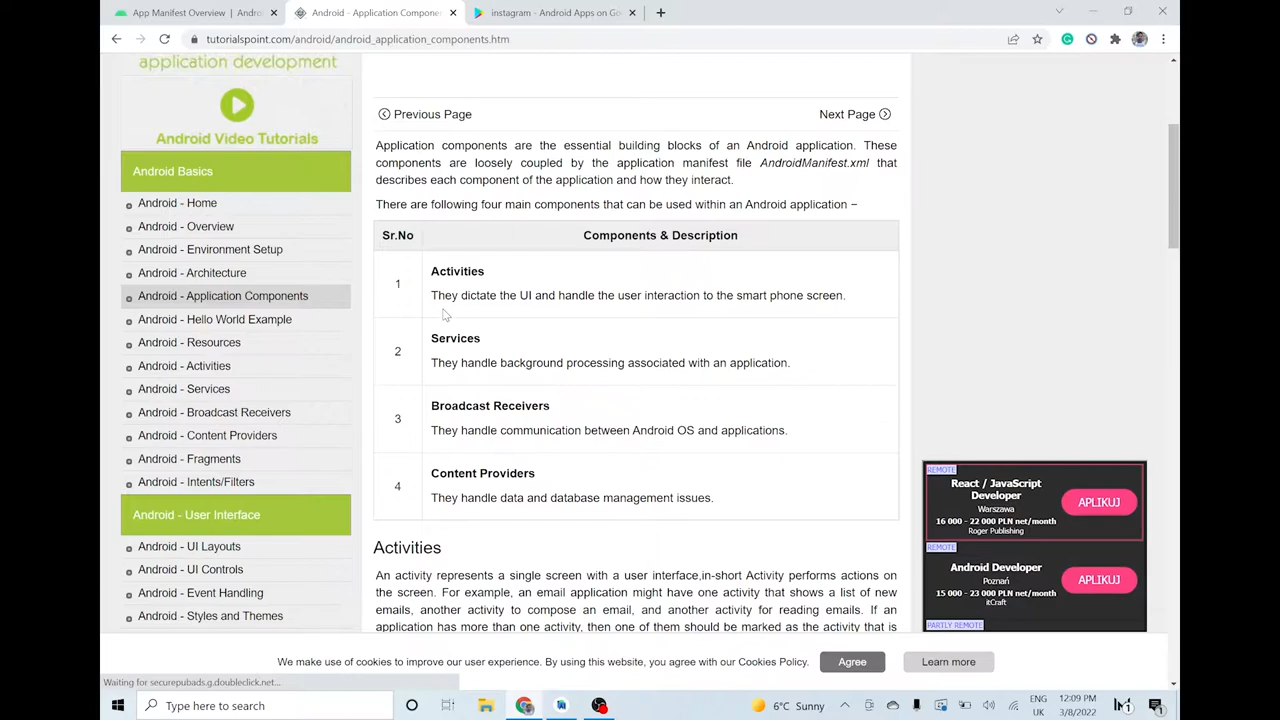 App Manifest Overview | Android
Android - Application Componen
instagram - Android Apps on Go
tutorialspoint.com/android/android_application_components.htm
application development
Android Video Tutorials
Android Basics
Android - Home
Android - Overview
Android - Environment Setup
Android - Architecture
Android - Application Components
Android - Hello World Example
Android - Resources
Android - Activities
Android - Services
Android - Broadcast Receivers
Android - Content Providers
Android - Fragments
Android - Intents/Filters
Android - User Interface
Android - UI Layouts
Android - UI Controls
Android - Event Handling
Android - Styles and Themes
Previous Page
Next Page
Application components are the essential building blocks of an Android application. These
components are loosely coupled by the application manifest file AndroidManifest.xml that
describes each component of the application and how they interact.
There are following four main components that can be used within an Android application −
Sr.No Components & Description
1
Activities
They dictate the UI and handle the user interaction to the smart phone screen.
2
Services
They handle background processing associated with an application.
3
Broadcast Receivers
They handle communication between Android OS and applications.
4
Content Providers
They handle data and database management issues.
Activities
An activity represents a single screen with a user interface,in-short Activity performs actions on
the screen. For example, an email application might have one activity that shows a list of new
emails, another activity to compose an email, and another activity for reading emails. If an
application has more than one activity, then one of them should be marked as the activity that is
REMOTE
React / JavaScript
Developer
Warszawa
16 000 - 22 000 PLN net/month
Roger Publishing
APLIKUJ
REMOTE
Android Developer
Poznań
15 000 - 23 000 PLN net/month
itCraft
APLIKUJ
PARTLY REMOTE
We make use of cookies to improve our user experience. By using this website, you agree with our Cookies Policy.
Agree
Learn more
Waiting for securepubads.g.doubleclick.net...
Type here to search
6°C Sunny
ENG
UK
12:09 PM
3/8/2022